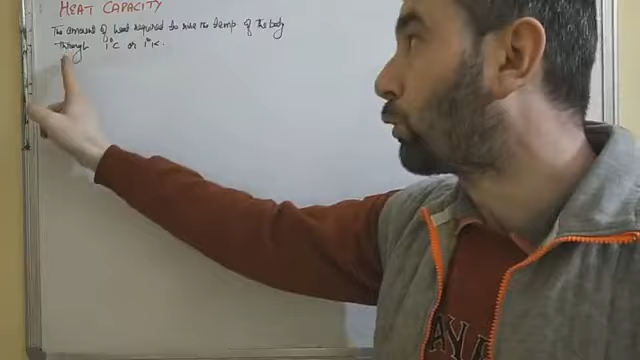 HEAT CAPACITY
The amount of heat required to raise the temp of the body
Through 1°C or 1°K.